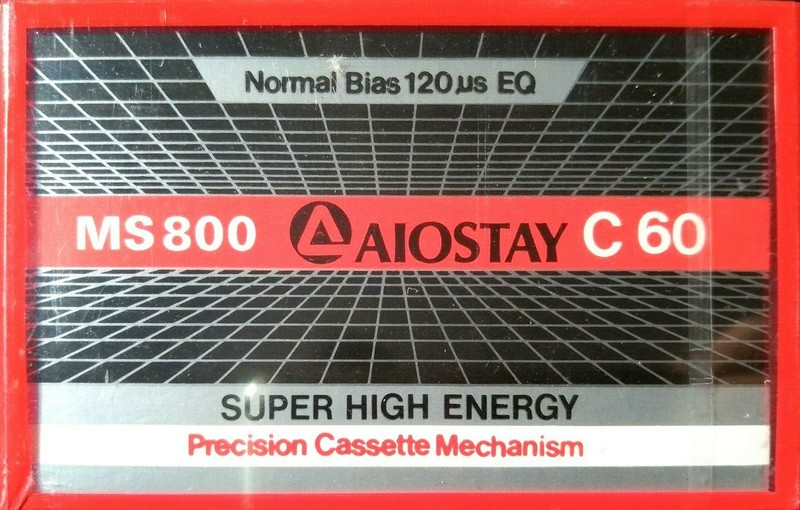 Normal Bias 120 µs EQ
MS 800 AIOSTAY C 60
SUPER HIGH ENERGY
Precision Cassette Mechanism